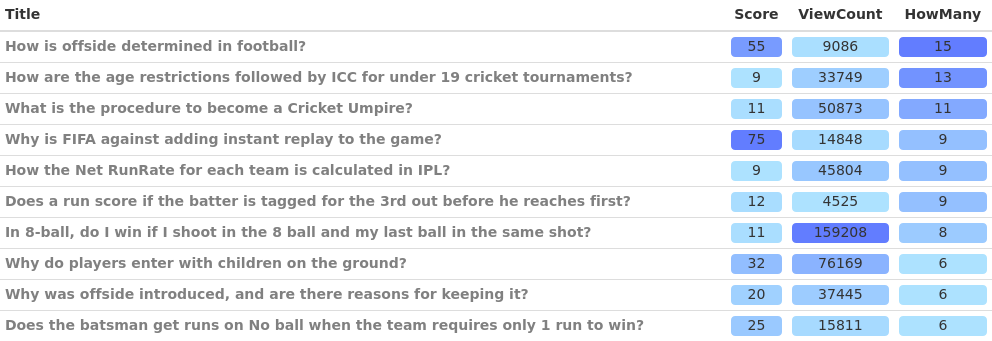 Title Score ViewCount HowMany
How is offside determined in football? 55 9086 15
How are the age restrictions followed by ICC for under 19 cricket tournaments? 9 33749 13
What is the procedure to become a Cricket Umpire? 11 50873 11
Why is FIFA against adding instant replay to the game? 75 14848 9
How the Net RunRate for each team is calculated in IPL? 9 45804 9
Does a run score if the batter is tagged for the 3rd out before he reaches first? 12 4525 9
In 8-ball, do I win if I shoot in the 8 ball and my last ball in the same shot? 11 159208 8
Why do players enter with children on the ground? 32 76169 6
Why was offside introduced, and are there reasons for keeping it? 20 37445 6
Does the batsman get runs on No ball when the team requires only 1 run to win? 25 15811 6